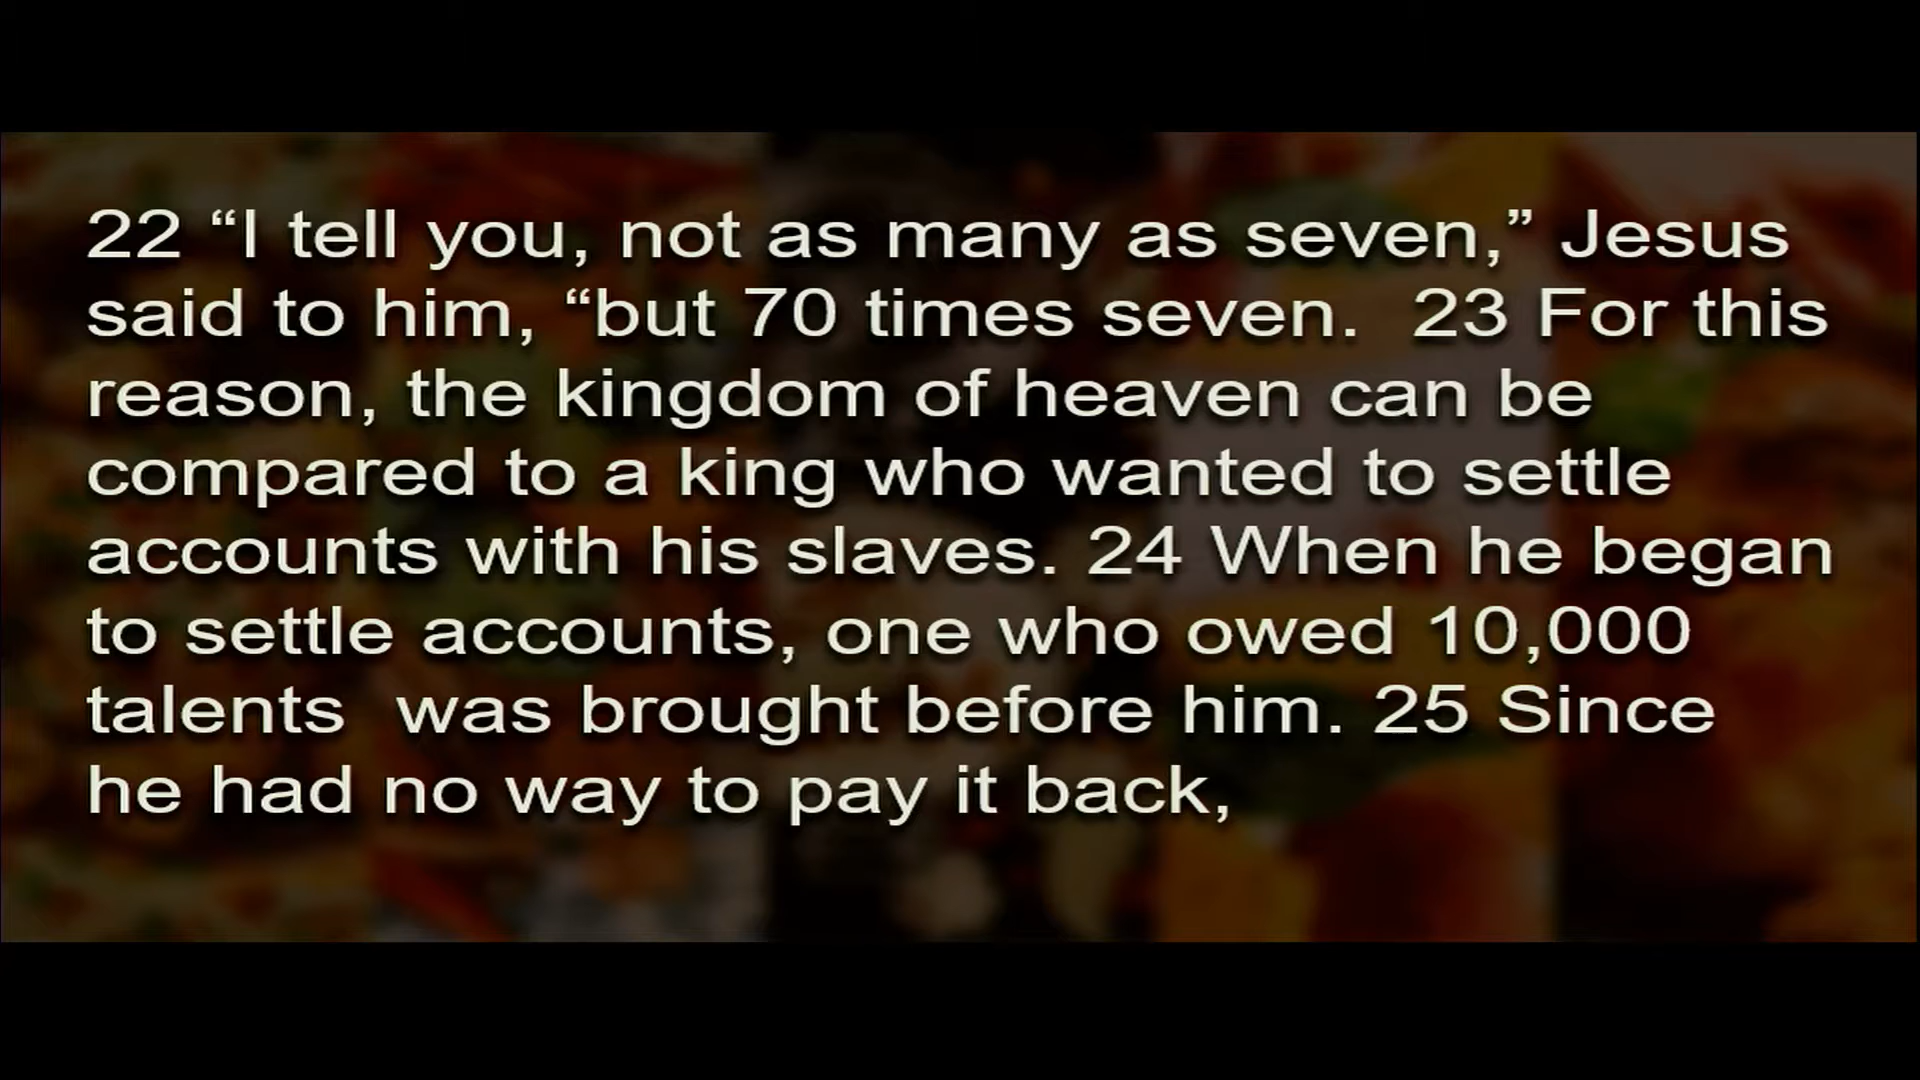 22 “I tell you, not as many as seven,” Jesus
said to him, “but 70 times seven.  23 For this
reason, the kingdom of heaven can be
compared to a king who wanted to settle
accounts with his slaves. 24 When he began
to settle accounts, one who owed 10,000
talents  was brought before him. 25 Since
he had no way to pay it back,